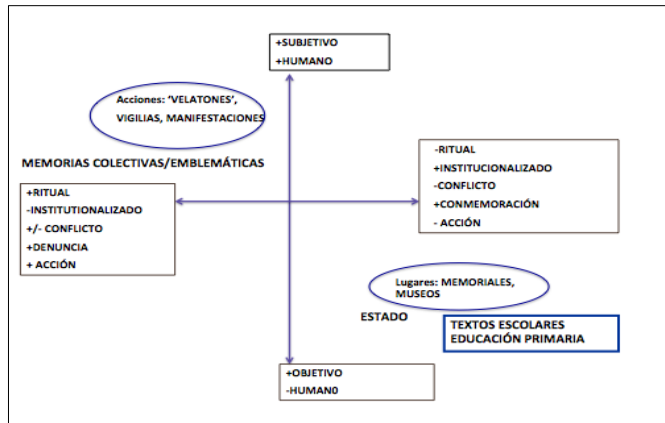 +SUBJETIVO
+HUMANO
Acciones: 'VELATONES',
VIGILIAS, MANIFESTACIONES
MEMORIAS COLECTIVAS/EMBLEMÁTICAS
+RITUAL
-INSTITUTIONALIZADO
+/- CONFLICTO
+DENUNCIA
+ ACCIÓN
-RITUAL
+INSTITUCIONALIZADO
-CONFLICTO
+CONMEMORACIÓN
- ACCIÓN
Lugares: MEMORIALES,
MUSEOS
ESTADO
TEXTOS ESCOLARES
EDUCACIÓN PRIMARIA
+OBJETIVO
-HUMAN0